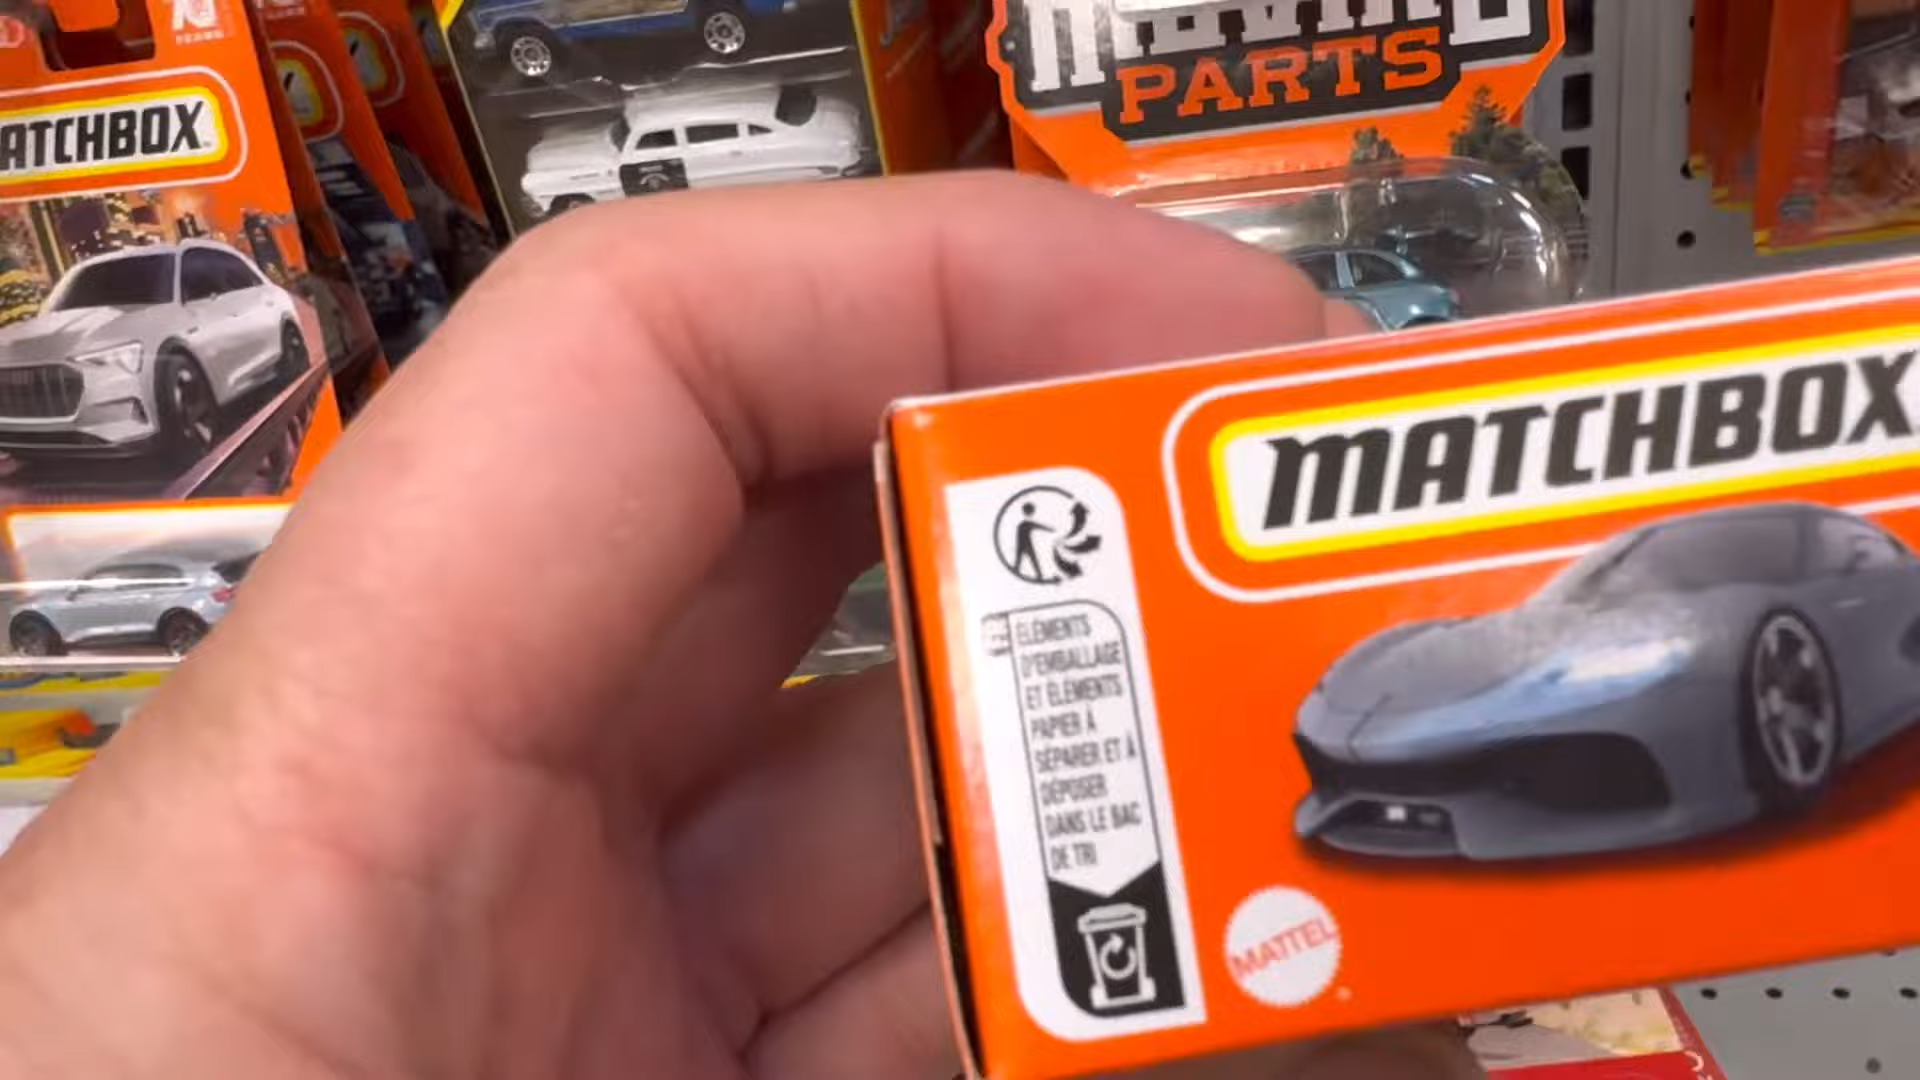 MATCHBOX
PARTS
MATCHBOX
ÉLÉMENTS
D'EMBALLAGE
ET ÉLÉMENTS
PAPIER À
SÉPARER ET À
DÉPOSER
DANS LE BAC
DE TRI
MATTEL